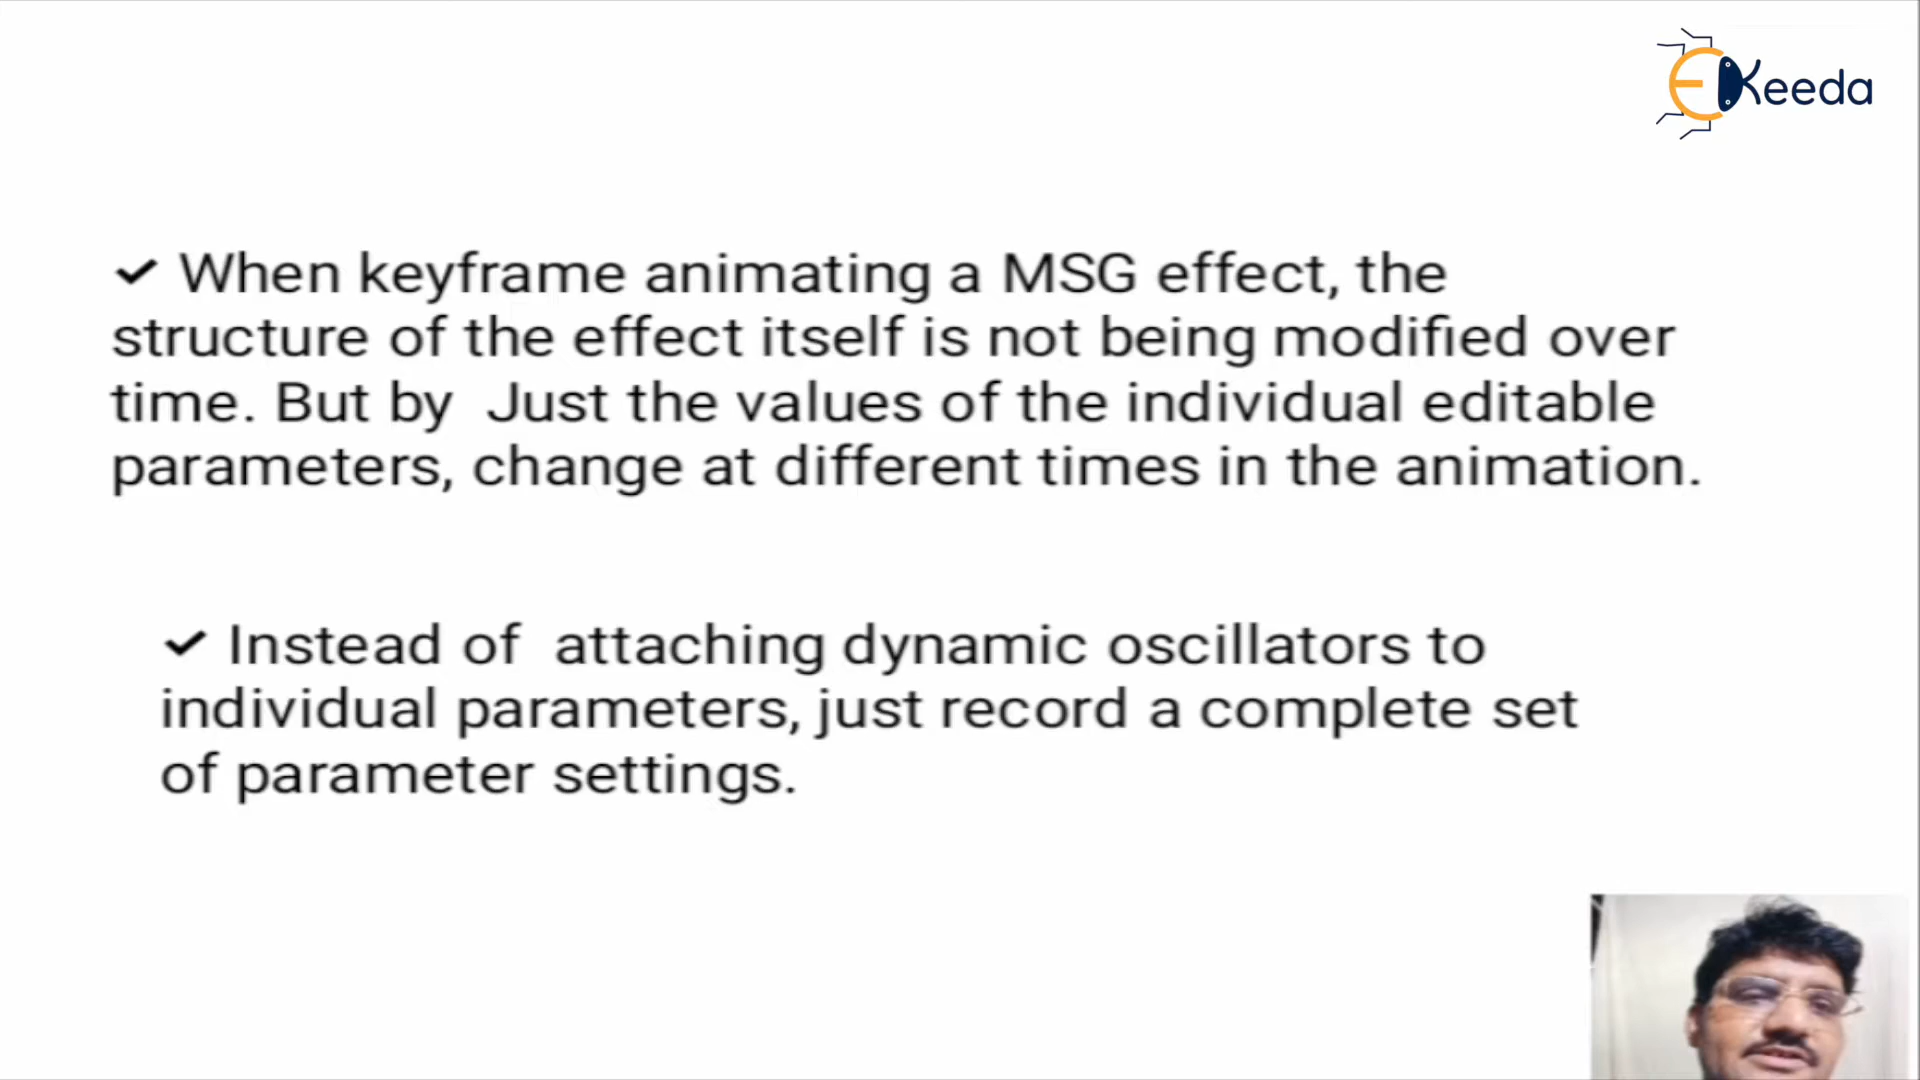 EKeeda
✓ When keyframe animating a MSG effect, the
structure of the effect itself is not being modified over
time. But by  Just the values of the individual editable
parameters, change at different times in the animation.
✓ Instead of  attaching dynamic oscillators to
individual parameters, just record a complete set
of parameter settings.